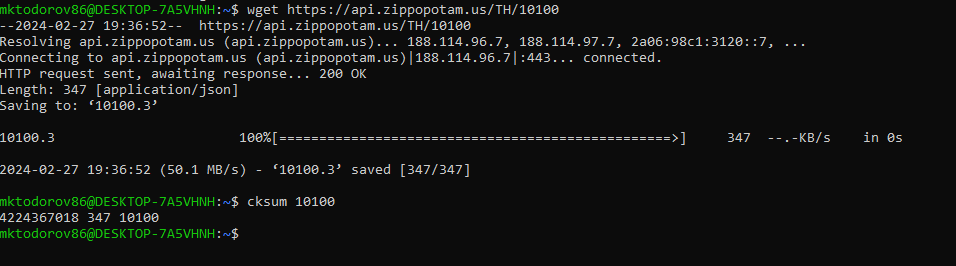 mktodorov86@DESKTOP-7A5VHNH:~$ wget https://api.zippopotam.us/TH/10100
--2024-02-27 19:36:52--  https://api.zippopotam.us/TH/10100
Resolving api.zippopotam.us (api.zippopotam.us)... 188.114.96.7, 188.114.97.7, 2a06:98c1:3120::7, ...
Connecting to api.zippopotam.us (api.zippopotam.us)|188.114.96.7|:443... connected.
HTTP request sent, awaiting response... 200 OK
Length: 347 [application/json]
Saving to: ‘10100.3’
10100.3                       100%[=================================================>]     347  --.-KB/s    in 0s
2024-02-27 19:36:52 (50.1 MB/s) - ‘10100.3’ saved [347/347]
mktodorov86@DESKTOP-7A5VHNH:~$ cksum 10100
4224367018 347 10100
mktodorov86@DESKTOP-7A5VHNH:~$